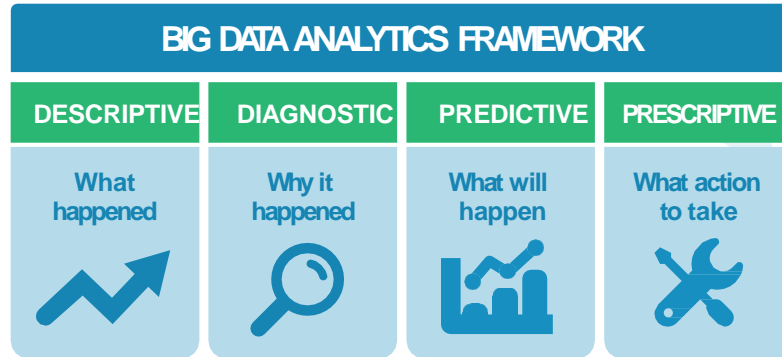 BIG DATA ANALYTICS FRAMEWORK
DESCRIPTIVE
What
happened
DIAGNOSTIC
Why it
happened
PREDICTIVE
What will
happen
PRESCRIPTIVE
What action
to take